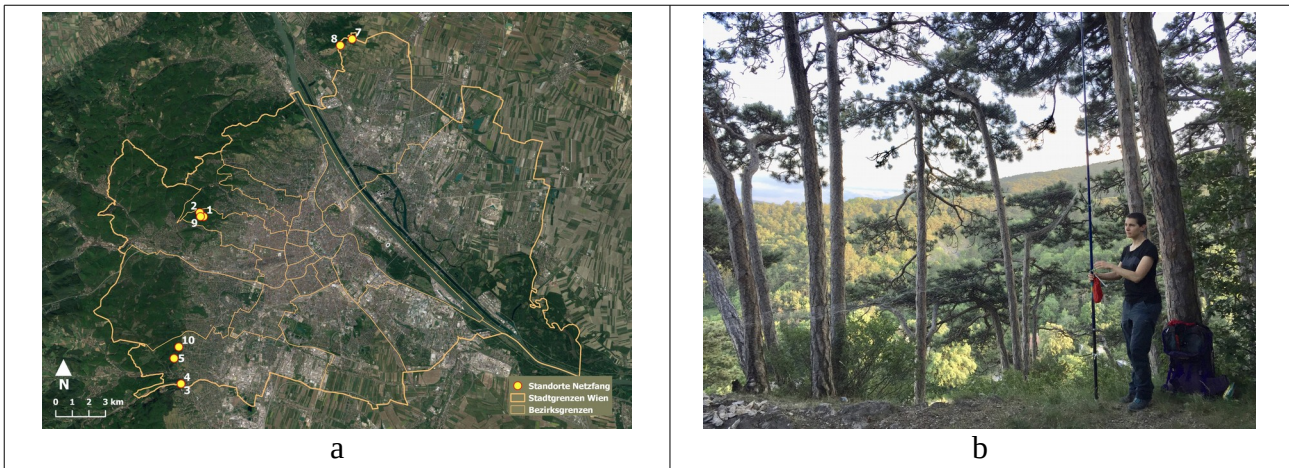 8
7
2
1
9
10
5
4
3
N
0 1 2 3 km
Standorte Netzfang
Stadtgrenzen Wien
Bezirksgrenzen
a
b